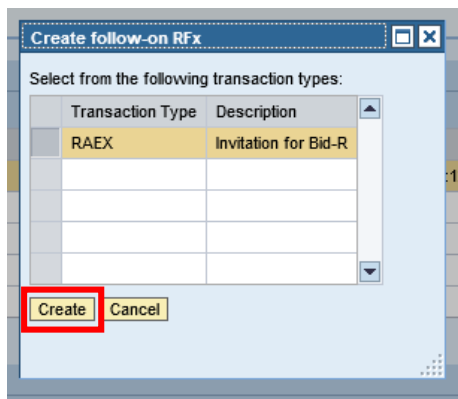 Create follow-on RFx
Select from the following transaction types:
Transaction Type Description
RAEX Invitation for Bid-R
:1
Create Cancel